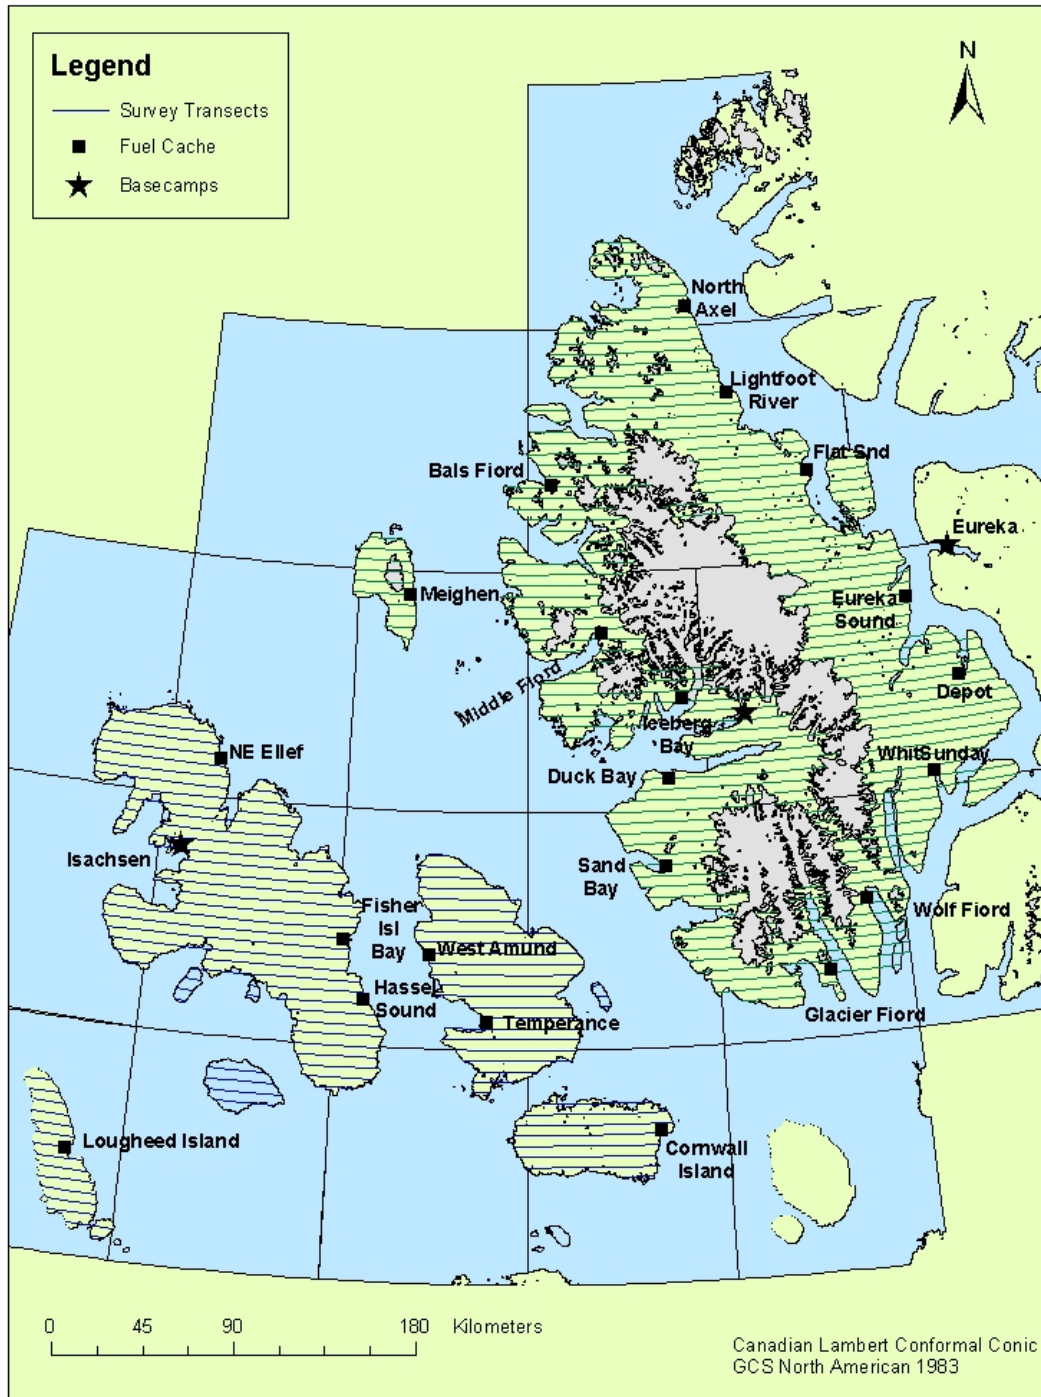 Legend
Survey Transects
Fuel Cache
Basecamps
N
North
Axel
Lightfoot
River
Flat Snd
Bals Fiord
Eureka
Meighen
Eureka
Sound
Middle Fiord
Depot
Iceberg
Bay
NE Ellef
Duck Bay
WhitSunday
Isachsen
Sand
Bay
Fisher
Isl
Bay
Wolf Fiord
West Amund
Hassel
Sound
Temperance
Glacier Fiord
Lougheed Island
Cornwall
Island
0 45 90 180 Kilometers
Canadian Lambert Conformal Conic
GCS North American 1983